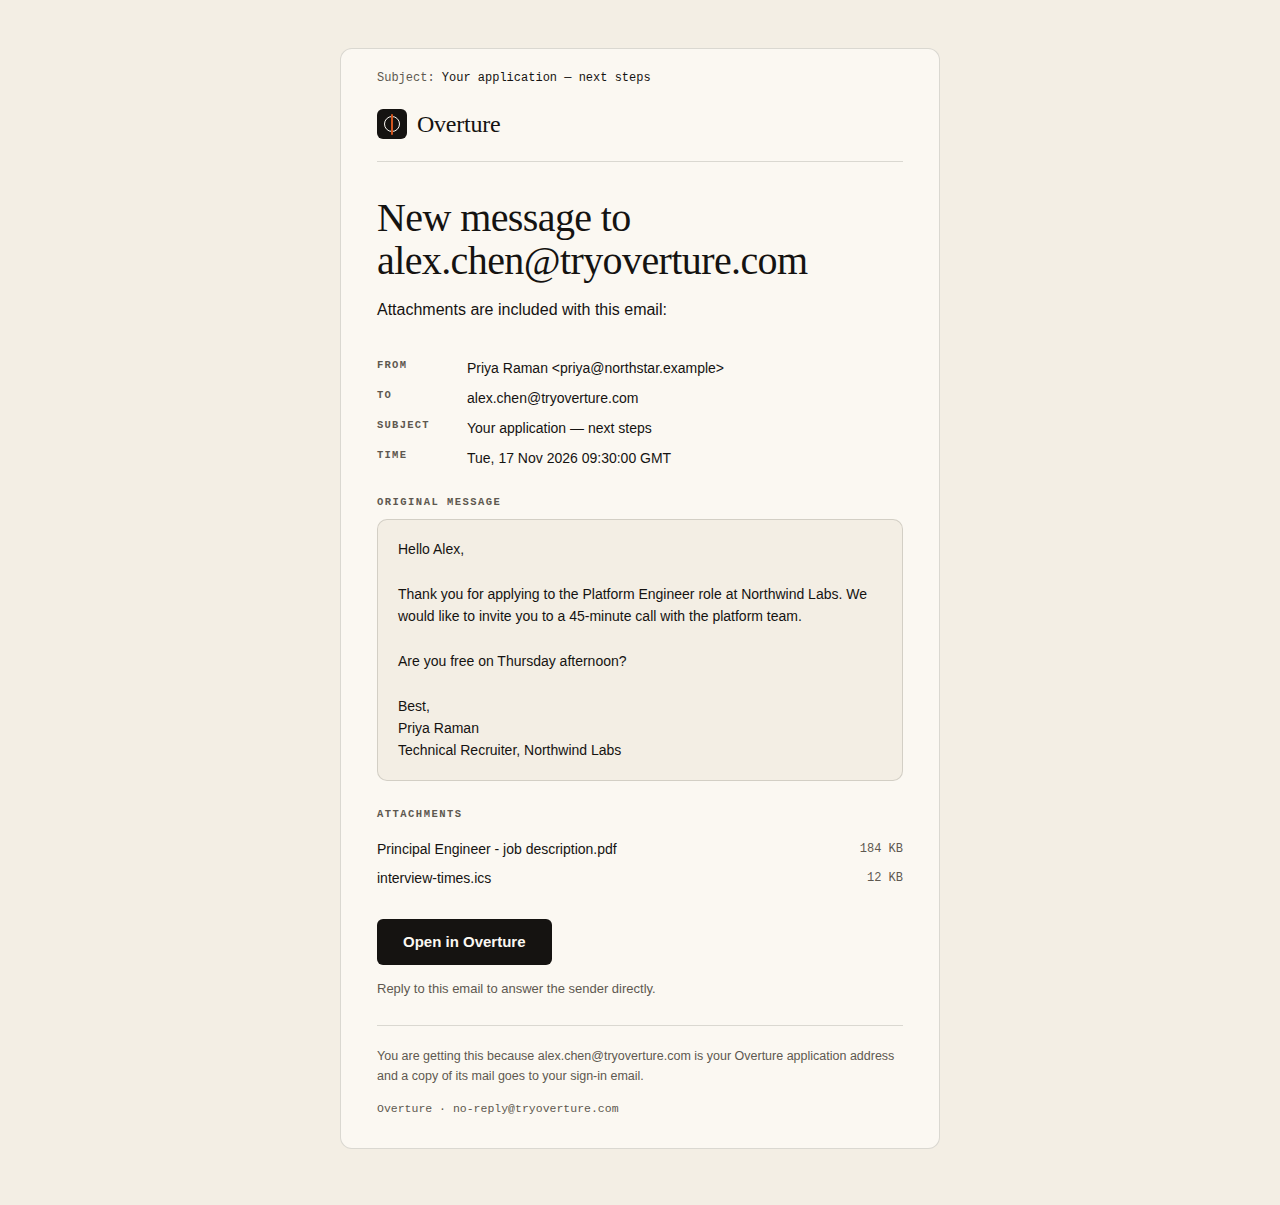 Subject: Your application — next steps
Overture
New message to
alex.chen@tryoverture.com
Attachments are included with this email:
FROM Priya Raman <priya@northstar.example>
TO alex.chen@tryoverture.com
SUBJECT Your application — next steps
TIME Tue, 17 Nov 2026 09:30:00 GMT
ORIGINAL MESSAGE
Hello Alex,
Thank you for applying to the Platform Engineer role at Northwind Labs. We
would like to invite you to a 45-minute call with the platform team.
Are you free on Thursday afternoon?
Best,
Priya Raman
Technical Recruiter, Northwind Labs
ATTACHMENTS
Principal Engineer - job description.pdf 184 KB
interview-times.ics 12 KB
Open in Overture
Reply to this email to answer the sender directly.
You are getting this because alex.chen@tryoverture.com is your Overture application address
and a copy of its mail goes to your sign-in email.
Overture · no-reply@tryoverture.com